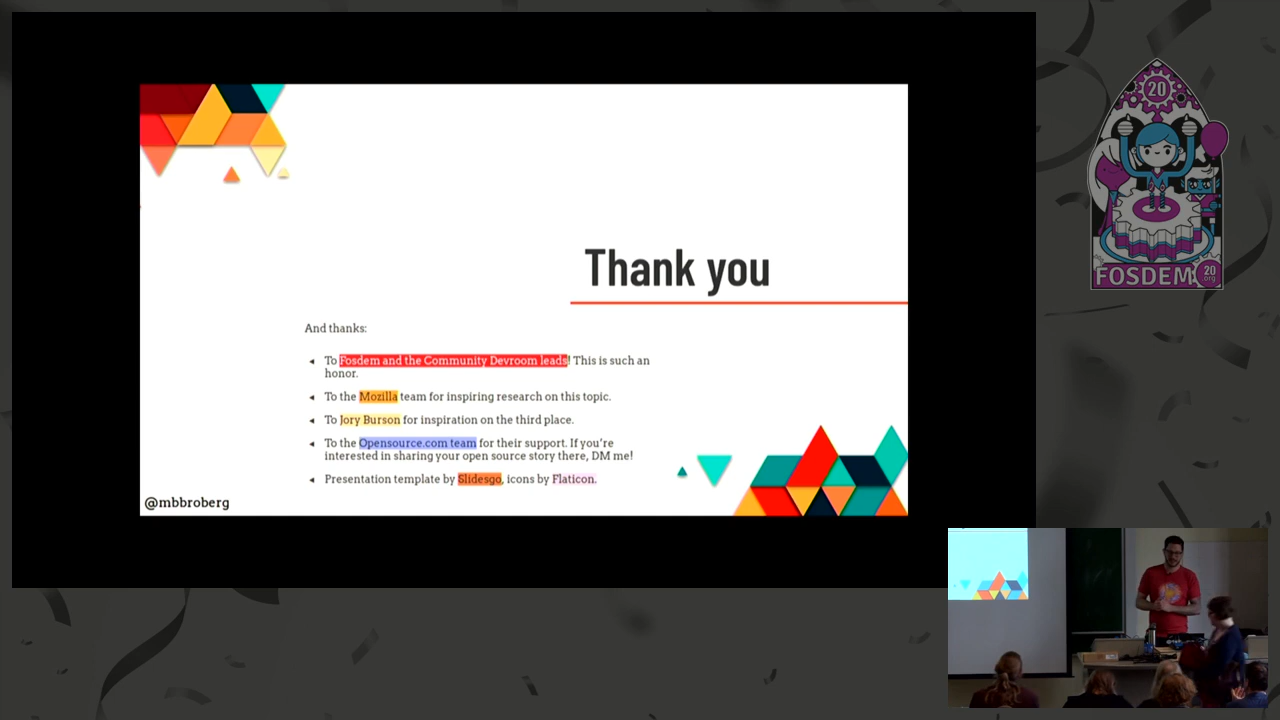 Thank you
And thanks:
To Fosdem and the Community Devroom leads! This is such an
honor.
To the Mozilla team for inspiring research on this topic.
To Jory Burson for inspiration on the third place.
To the Opensource.com team for their support. If you're
interested in sharing your open source story there, DM me!
Presentation template by Slidesgo, icons by Flaticon.
@mbbroberg
20
FOSDEM
20
.org